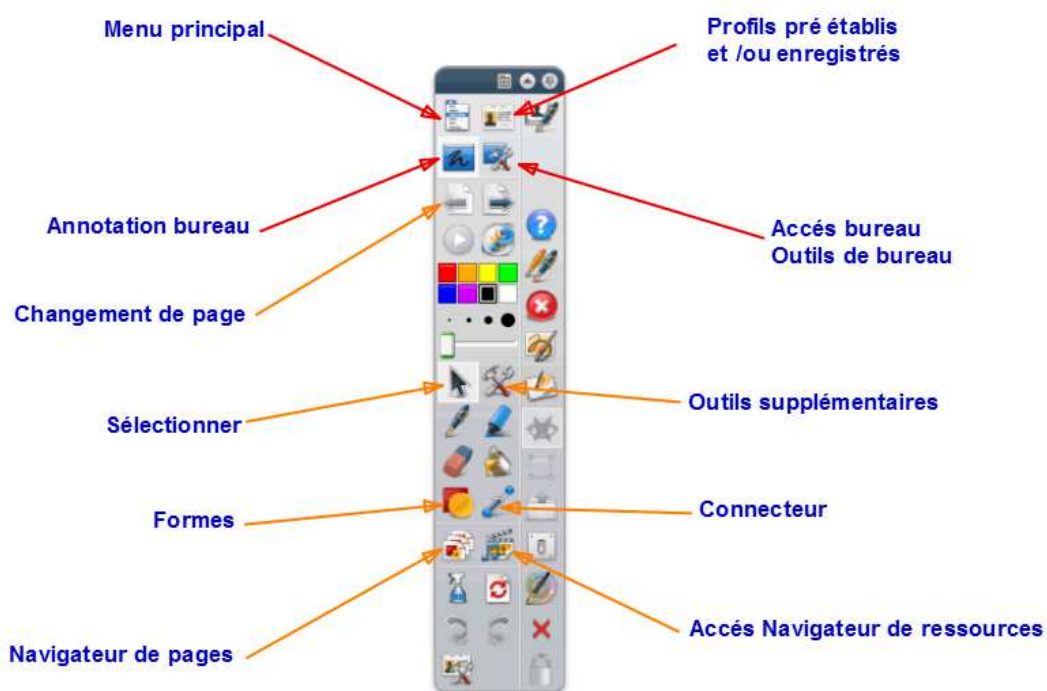 Menu principal
Profils pré établis
et /ou enregistrés
Annotation bureau
Accés bureau
Outils de bureau
Changement de page
Outils supplémentaires
Sélectionner
Connecteur
Formes
Accés Navigateur de ressources
Navigateur de pages